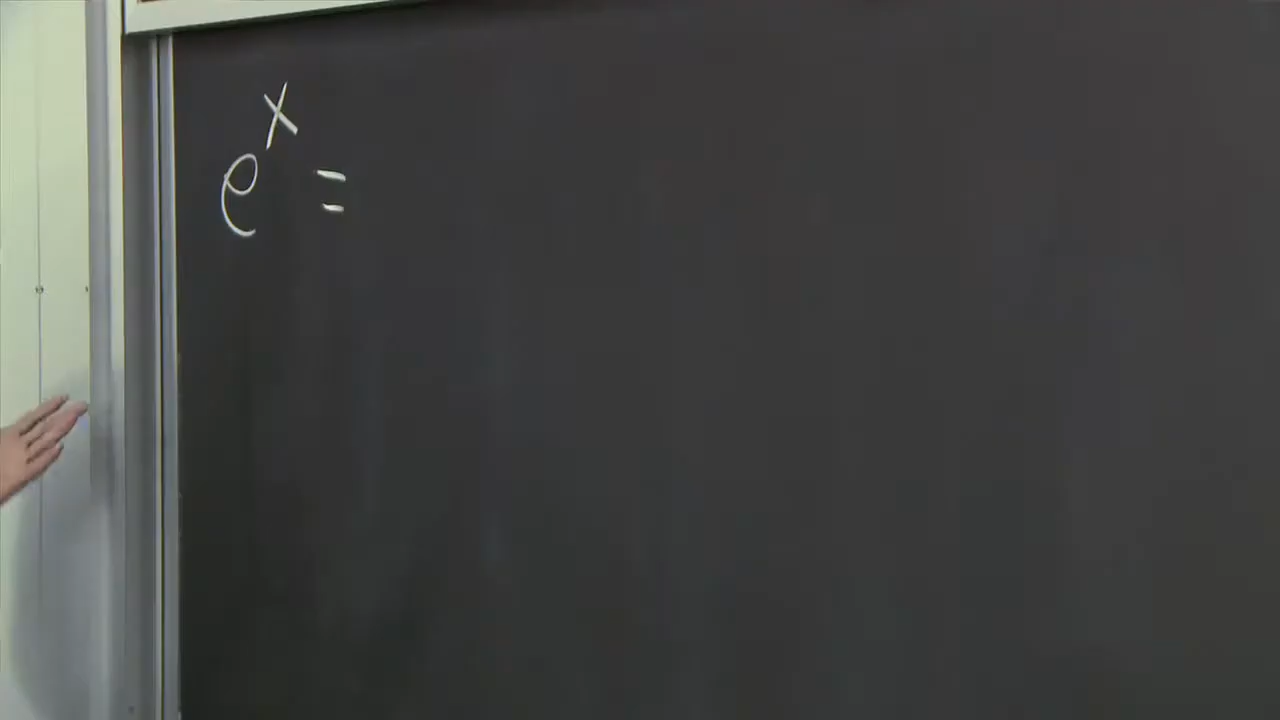 e^x =